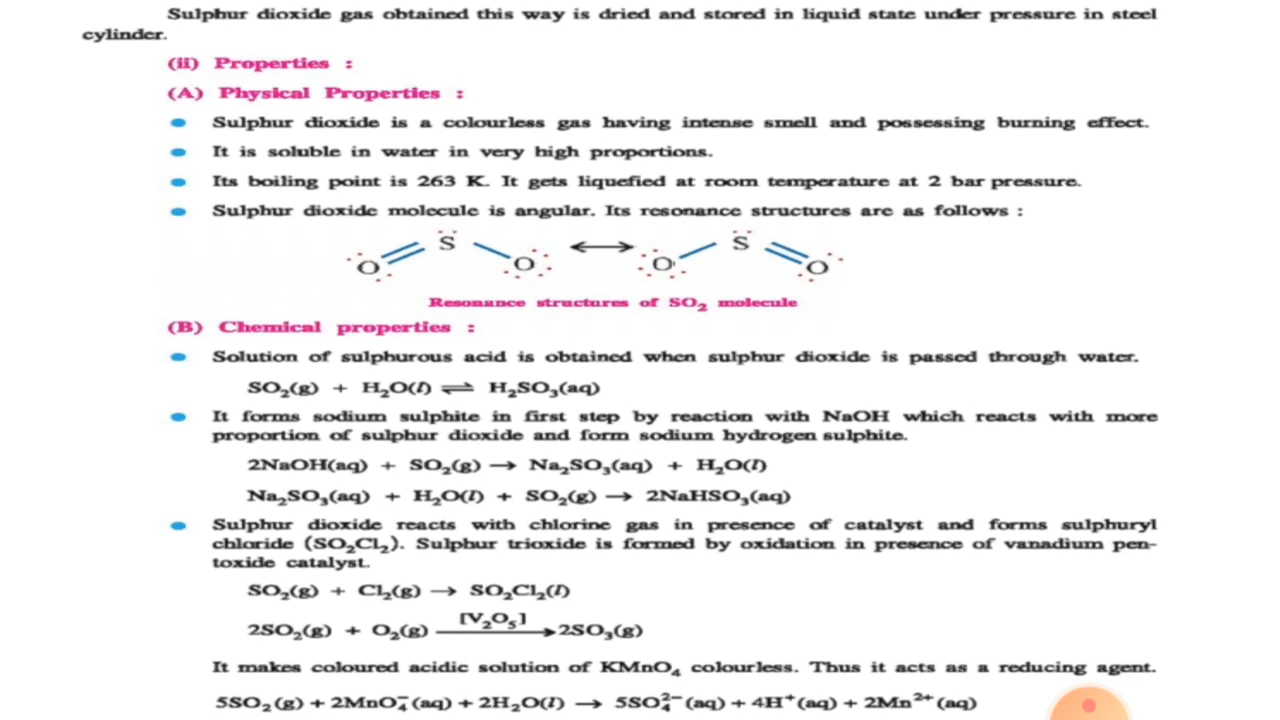 Sulphur dioxide gas obtained this way is dried and stored in liquid state under pressure in steel
cylinder.
(ii) Properties :
(A) Physical Properties :
• Sulphur dioxide is a colourless gas having intense smell and possessing burning effect.
• It is soluble in water in very high proportions.
• Its boiling point is 263 K. It gets liquefied at room temperature at 2 bar pressure.
• Sulphur dioxide molecule is angular. Its resonance structures are as follows :
O S O ⟷ O S O
Resonance structures of SO₂ molecule
(B) Chemical properties :
• Solution of sulphurous acid is obtained when sulphur dioxide is passed through water.
SO₂(g) + H₂O(l) ⇌ H₂SO₃(aq)
• It forms sodium sulphite in first step by reaction with NaOH which reacts with more
proportion of sulphur dioxide and form sodium hydrogen sulphite.
2NaOH(aq) + SO₂(g) → Na₂SO₃(aq) + H₂O(l)
Na₂SO₃(aq) + H₂O(l) + SO₂(g) → 2NaHSO₃(aq)
• Sulphur dioxide reacts with chlorine gas in presence of catalyst and forms sulphuryl
chloride (SO₂Cl₂). Sulphur trioxide is formed by oxidation in presence of vanadium pen-
toxide catalyst.
SO₂(g) + Cl₂(g) → SO₂Cl₂(l)
[V₂O₅]
2SO₂(g) + O₂(g) → 2SO₃(g)
It makes coloured acidic solution of KMnO₄ colourless. Thus it acts as a reducing agent.
5SO₂(g) + 2MnO₄⁻(aq) + 2H₂O(l) → 5SO₄²⁻(aq) + 4H⁺(aq) + 2Mn²⁺(aq)